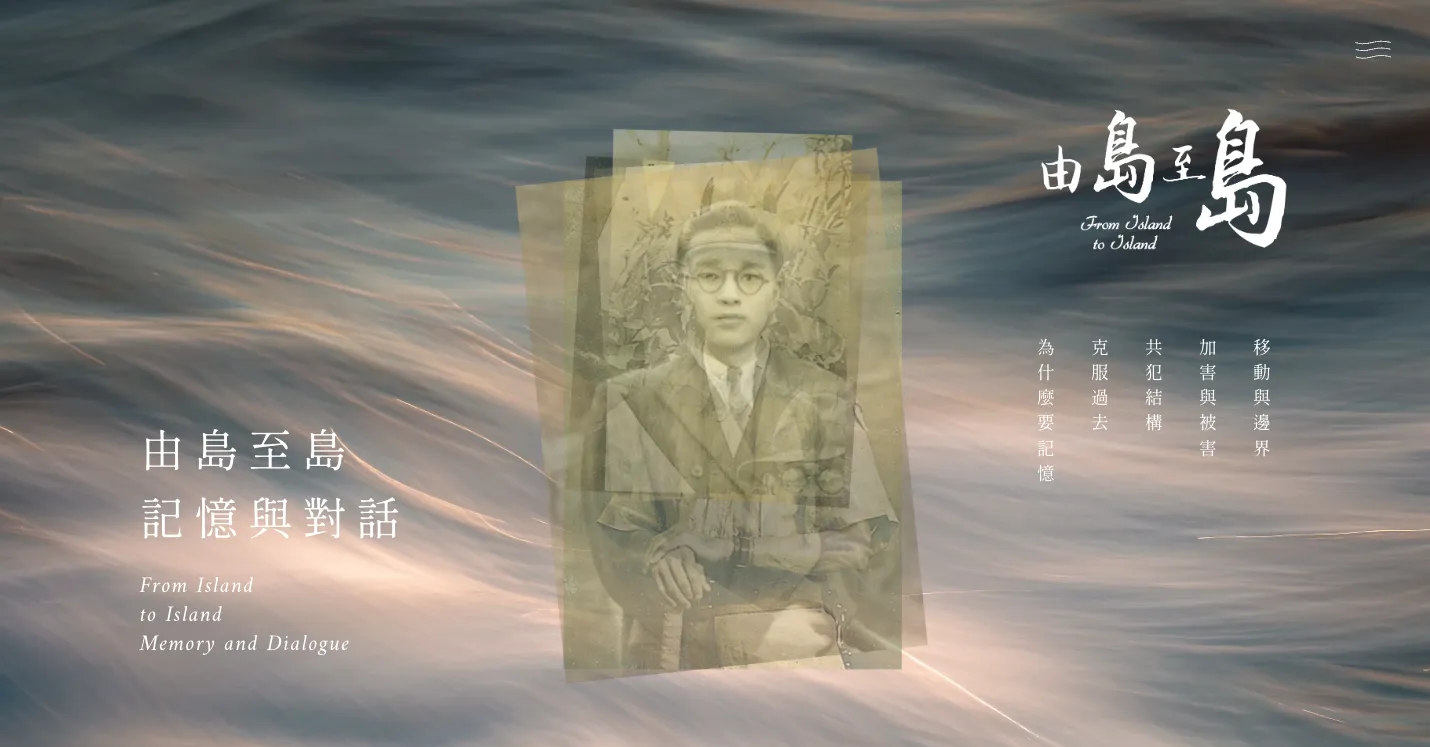 由島至島
From Island
to Island
移動與邊界
加害與被害
共犯結構
克服過去
為什麼要記憶
由島至島
記憶與對話
From Island
to Island
Memory and Dialogue